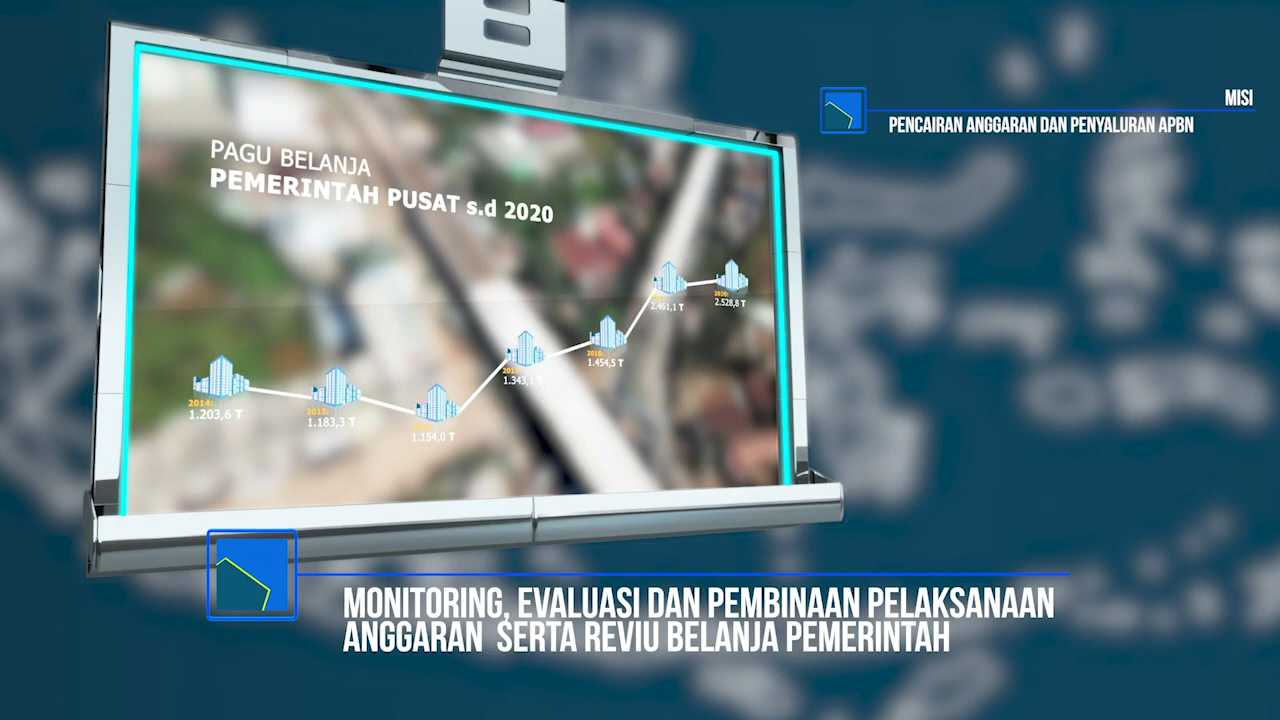 MISI
PENCAIRAN ANGGARAN DAN PENYALURAN APBN
PAGU BELANJA
PEMERINTAH PUSAT s.d 2020
2014:
1.203,6 T
2015:
1.183,3 T
1.154,0 T
1.343,1 T
2018:
1.454,5 T
2.461,1 T
2020:
2.528,8 T
MONITORING, EVALUASI DAN PEMBINAAN PELAKSANAAN
ANGGARAN SERTA REVIU BELANJA PEMERINTAH